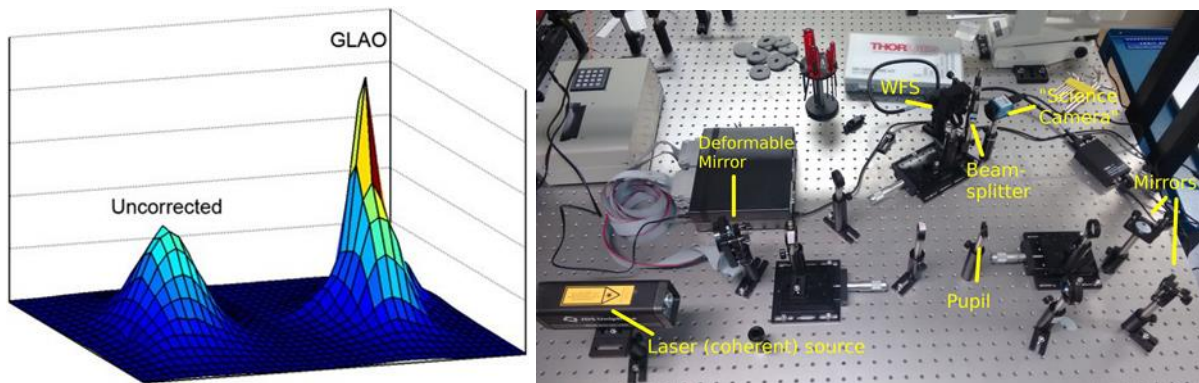 GLAO
Uncorrected
THORLABS
WFS
"Science
Camera"
Deformable
Mirror
Beam-
splitter
Mirrors
Pupil
Laser (coherent) source